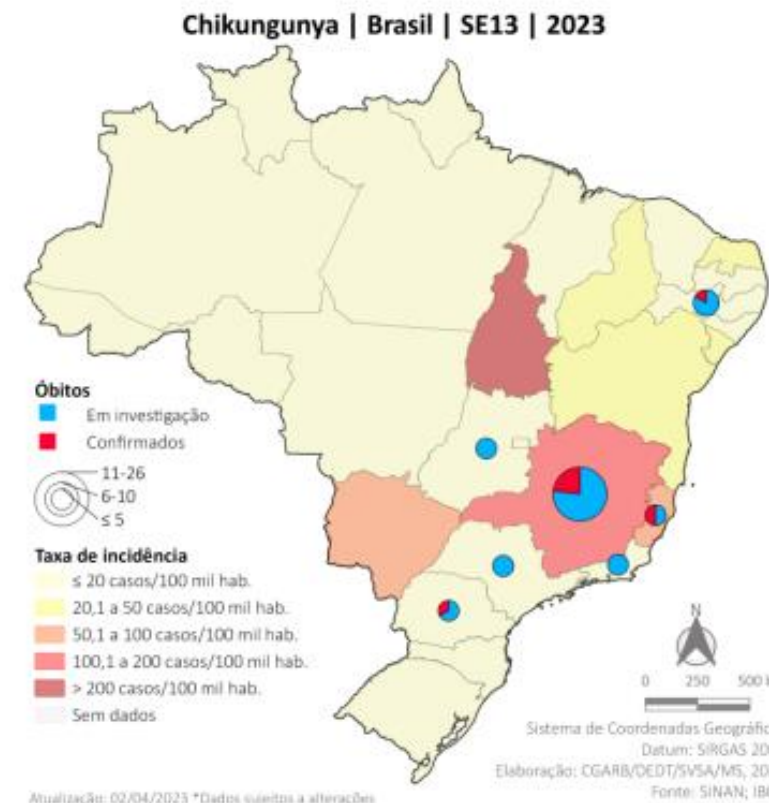 Chikungunya | Brasil | SE13 | 2023
Óbitos
Em investigação
Confirmados
11-26
6-10
≤ 5
Taxa de incidência
≤ 20 casos/100 mil hab.
20,1 a 50 casos/100 mil hab.
50,1 a 100 casos/100 mil hab.
100,1 a 200 casos/100 mil hab.
> 200 casos/100 mil hab.
Sem dados
N
0 250 500
Sistema de Coordenadas Geográfic
Datum: SIRGAS 20
Elaboração: CGARB/DEDT/SVSA/MS, 20
Fonte: SINAN; IB
Atualização: 02/04/2023 *Dados sujeitos a alterações